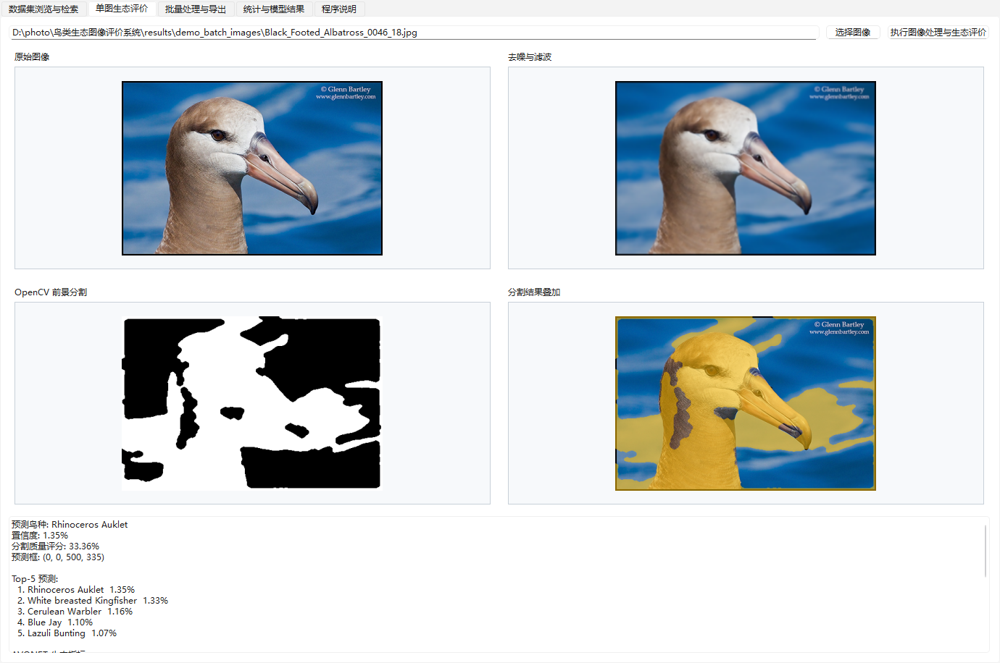 数据集浏览与检索 单图生态评价 批量处理与导出 统计与模型结果 程序说明
D:\photo\鸟类生态图像评价系统\results\demo_batch_images\Black_Footed_Albatross_0046_18.jpg 选择图像 执行图像处理与生态评价
原始图像 去噪与滤波
© Glenn Bartley
www.glennbartley.com
© Glenn Bartley
www.glennbartley.com
OpenCV 前景分割 分割结果叠加
© Glenn Bartley
www.glennbartley.com
预测鸟种: Rhinoceros Auklet
置信度: 1.35%
分割质量评分: 33.36%
预测框: (0, 0, 500, 335)
Top-5 预测:
1. Rhinoceros Auklet 1.35%
2. White breasted Kingfisher 1.33%
3. Cerulean Warbler 1.16%
4. Blue Jay 1.10%
5. Lazuli Bunting 1.07%